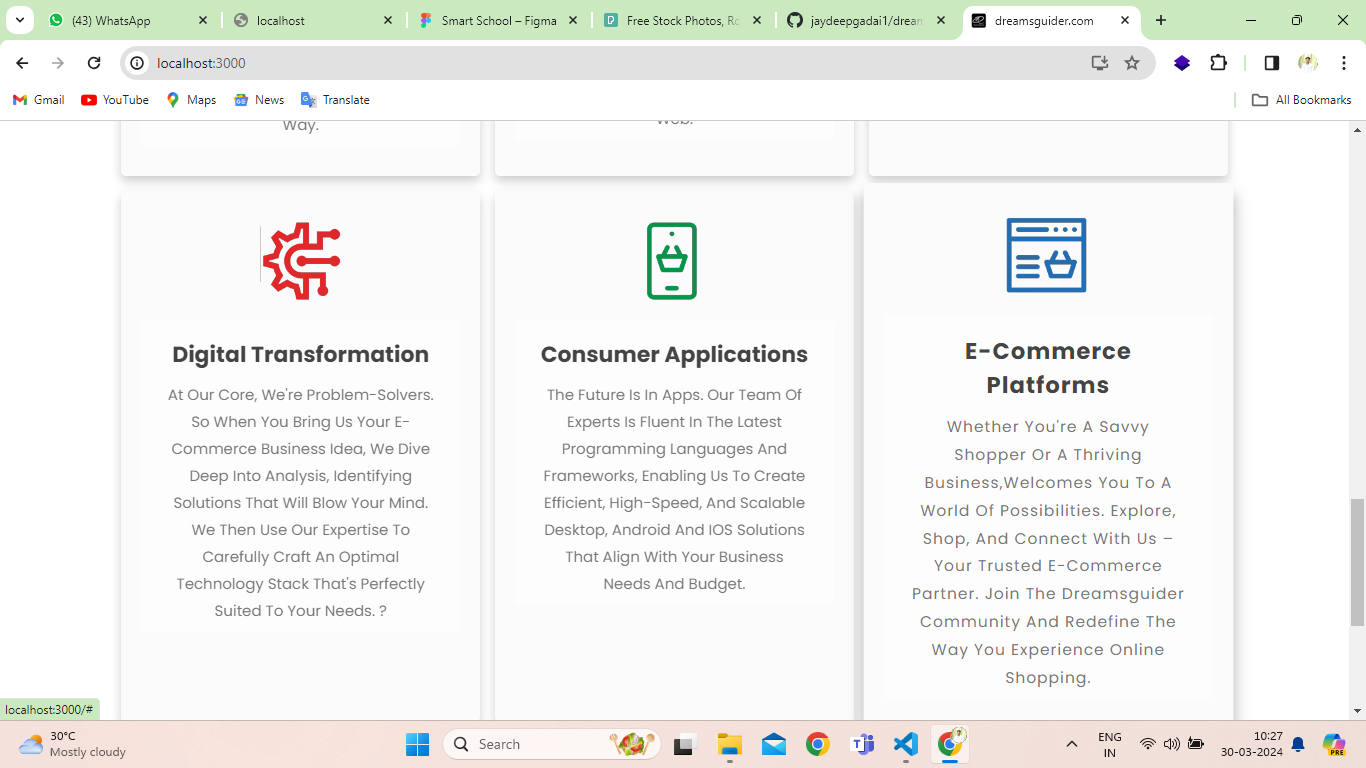 (43) WhatsApp
localhost
Smart School – Figma
Free Stock Photos, Ro
jaydeepgadai1/dream
dreamsguider.com
localhost:3000
Gmail
YouTube
Maps
News
Translate
All Bookmarks
Way.
Web.
Digital Transformation
At Our Core, We're Problem-Solvers.
So When You Bring Us Your E-
Commerce Business Idea, We Dive
Deep Into Analysis, Identifying
Solutions That Will Blow Your Mind.
We Then Use Our Expertise To
Carefully Craft An Optimal
Technology Stack That's Perfectly
Suited To Your Needs. ?
Consumer Applications
The Future Is In Apps. Our Team Of
Experts Is Fluent In The Latest
Programming Languages And
Frameworks, Enabling Us To Create
Efficient, High-Speed, And Scalable
Desktop, Android And IOS Solutions
That Align With Your Business
Needs And Budget.
E-Commerce
Platforms
Whether You're A Savvy
Shopper Or A Thriving
Business,Welcomes You To A
World Of Possibilities. Explore,
Shop, And Connect With Us –
Your Trusted E-Commerce
Partner. Join The Dreamsguider
Community And Redefine The
Way You Experience Online
Shopping.
localhost:3000/#
30°C
Mostly cloudy
Search
ENG
IN
10:27
30-03-2024
PRE